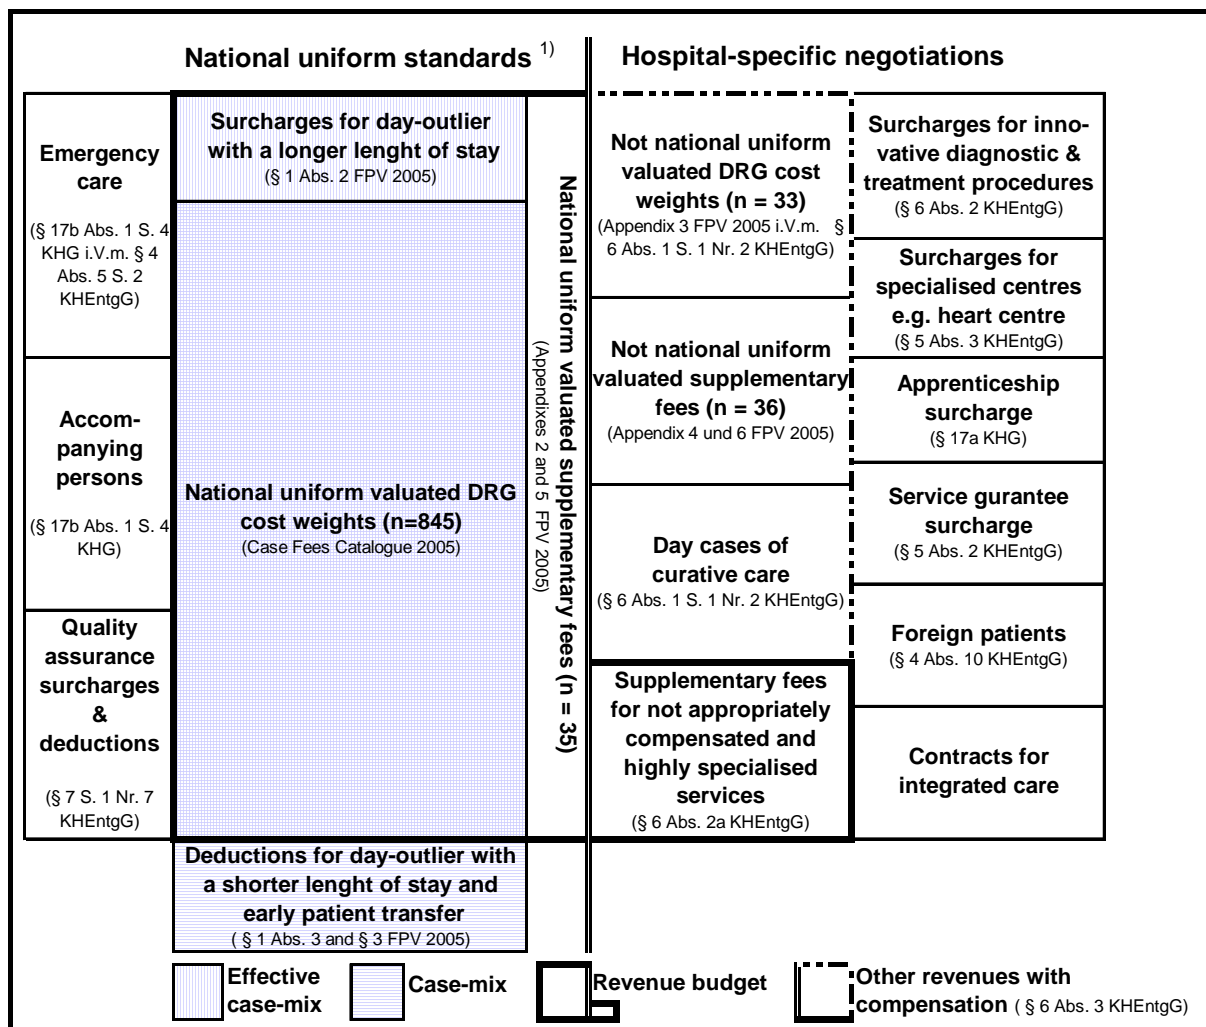 National uniform standards 1)
Hospital-specific negotiations
Emergency
care
(§ 17b Abs. 1 S. 4
KHG i.V.m. § 4
Abs. 5 S. 2
KHEntgG)
Accom-
panying
persons
(§ 17b Abs. 1 S. 4
KHG)
Quality
assurance
surcharges
&
deductions
(§ 7 S. 1 Nr. 7
KHEntgG)
Surcharges for day-outlier
with a longer lenght of stay
(§ 1 Abs. 2 FPV 2005)
National uniform valuated DRG
cost weights (n=845)
(Case Fees Catalogue 2005)
Deductions for day-outlier with
a shorter lenght of stay and
early patient transfer
( § 1 Abs. 3 and § 3 FPV 2005)
National uniform valuated supplementary fees (n = 35)
(Appendixes 2 and 5 FPV 2005)
Not national uniform
valuated DRG cost
weights (n = 33)
(Appendix 3 FPV 2005 i.V.m. §
6 Abs. 1 S. 1 Nr. 2 KHEntgG)
Not national uniform
valuated supplementary
fees (n = 36)
(Appendix 4 und 6 FPV 2005)
Day cases of
curative care
(§ 6 Abs. 1 S. 1 Nr. 2 KHEntgG)
Supplementary fees
for not appropriately
compensated and
highly specialised
services
(§ 6 Abs. 2a KHEntgG)
Surcharges for inno-
vative diagnostic &
treatment procedures
(§ 6 Abs. 2 KHEntgG)
Surcharges for
specialised centres
e.g. heart centre
(§ 5 Abs. 3 KHEntgG)
Apprenticeship
surcharge
(§ 17a KHG)
Service gurantee
surcharge
(§ 5 Abs. 2 KHEntgG)
Foreign patients
(§ 4 Abs. 10 KHEntgG)
Contracts for
integrated care
Effective
case-mix
Case-mix
Revenue budget
Other revenues with
compensation ( § 6 Abs. 3 KHEntgG)